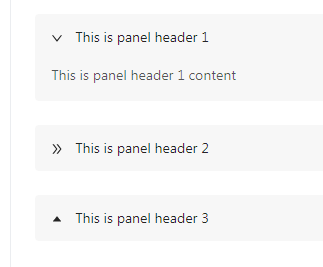 This is panel header 1
This is panel header 1 content
This is panel header 2
This is panel header 3